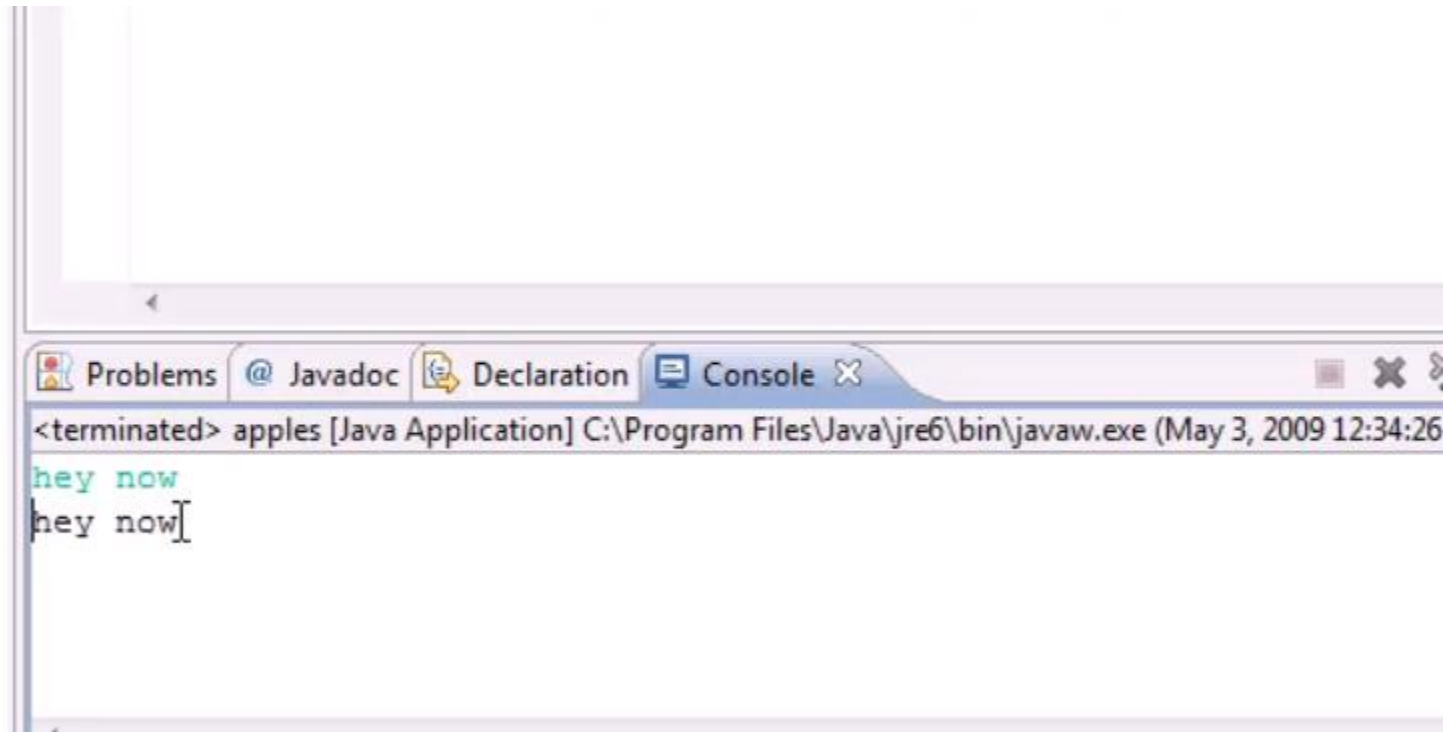 Problems @ Javadoc Declaration Console
<terminated> apples [Java Application] C:\Program Files\Java\jre6\bin\javaw.exe (May 3, 2009 12:34:26
hey now
hey now